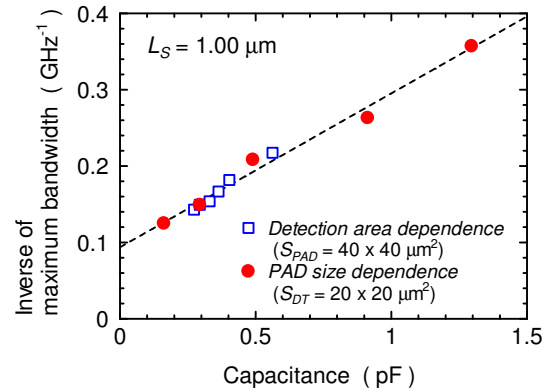 0.4
0.3
0.2
0.1
0
Inverse of
maximum bandwidth ( GHz⁻¹ )
L_S = 1.00 µm
Detection area dependence
(S_PAD = 40 x 40 µm²)
PAD size dependence
(S_DT = 20 x 20 µm²)
0 0.5 1 1.5
Capacitance ( pF )